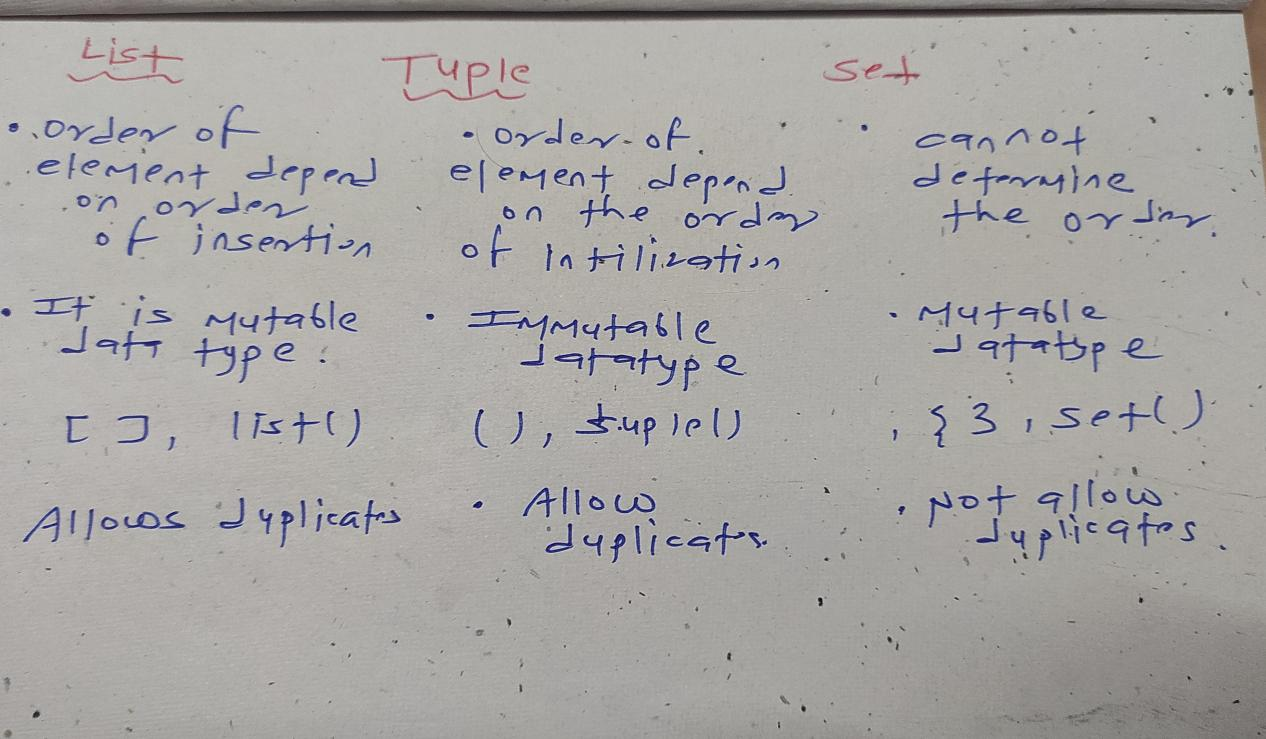 List
• order of
element depend
on order
of insertion
• It is mutable
data type.
[ ], list()
Allows duplicates
Tuple
• order of
element depend
on the order
of Intilization
• Immutable
datatype
( ), tuple()
• Allow
duplicates.
Set
• cannot
determine
the order.
• Mutable
datatype
, { } , set()
• Not allow
duplicates.